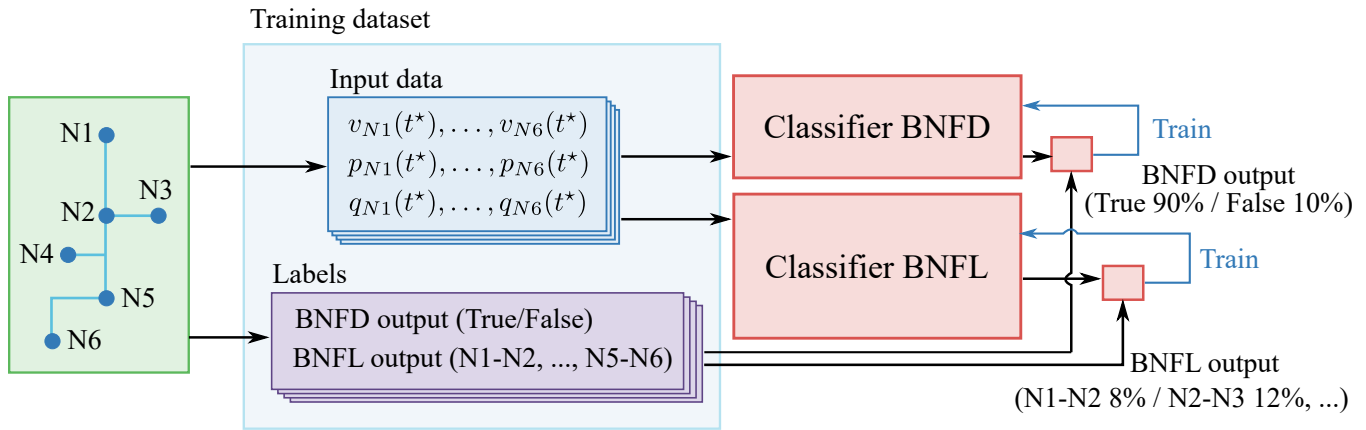 Training dataset
Input data
v_{N1}(t^⋆), . . . , v_{N6}(t^⋆)
p_{N1}(t^⋆), . . . , p_{N6}(t^⋆)
q_{N1}(t^⋆), . . . , q_{N6}(t^⋆)
N1
N3
N2
N4
N5
N6
Labels
BNFD output (True/False)
BNFL output (N1-N2, ..., N5-N6)
Classifier BNFD
Train
BNFD output
(True 90% / False 10%)
Classifier BNFL
Train
BNFL output
(N1-N2 8% / N2-N3 12%, ...)